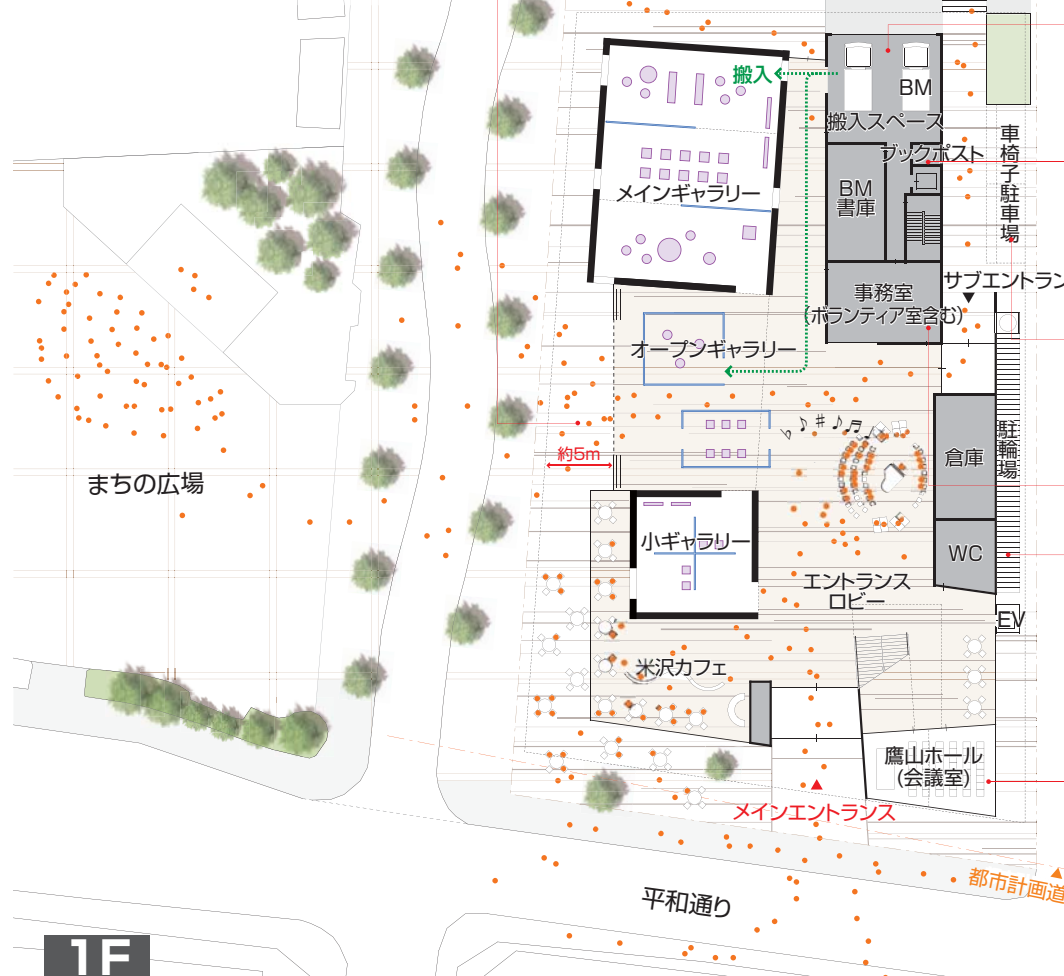 搬入
BM
搬入スペース
ブックポスト
BM
書庫
車椅子駐車場
メインギャラリー
サブエントラン
事務室
(ボランティア室含む)
オープンギャラリー
約5m
倉庫
駐輪場
まちの広場
小ギャラリー
WC
エントランス
ロビー
EV
米沢カフェ
鷹山ホール
(会議室)
メインエントランス
都市計画道
平和通り
1F